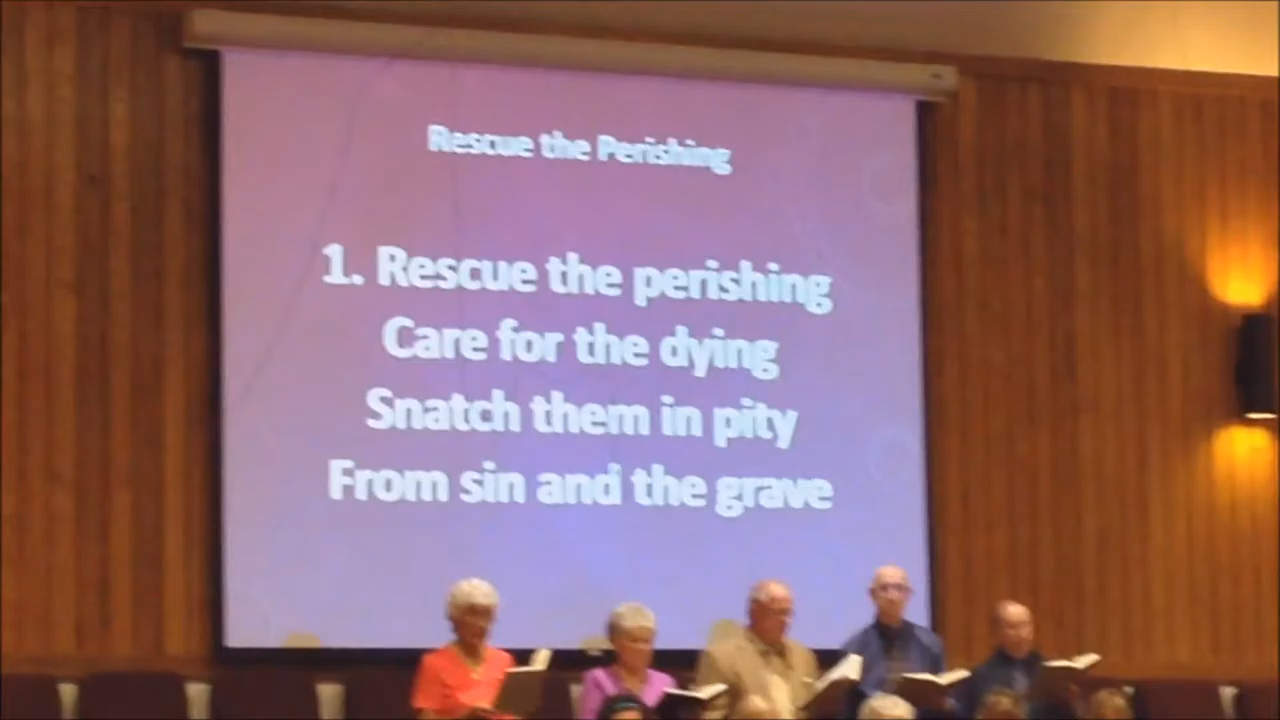 Rescue the Perishing
1. Rescue the perishing
Care for the dying
Snatch them in pity
From sin and the grave